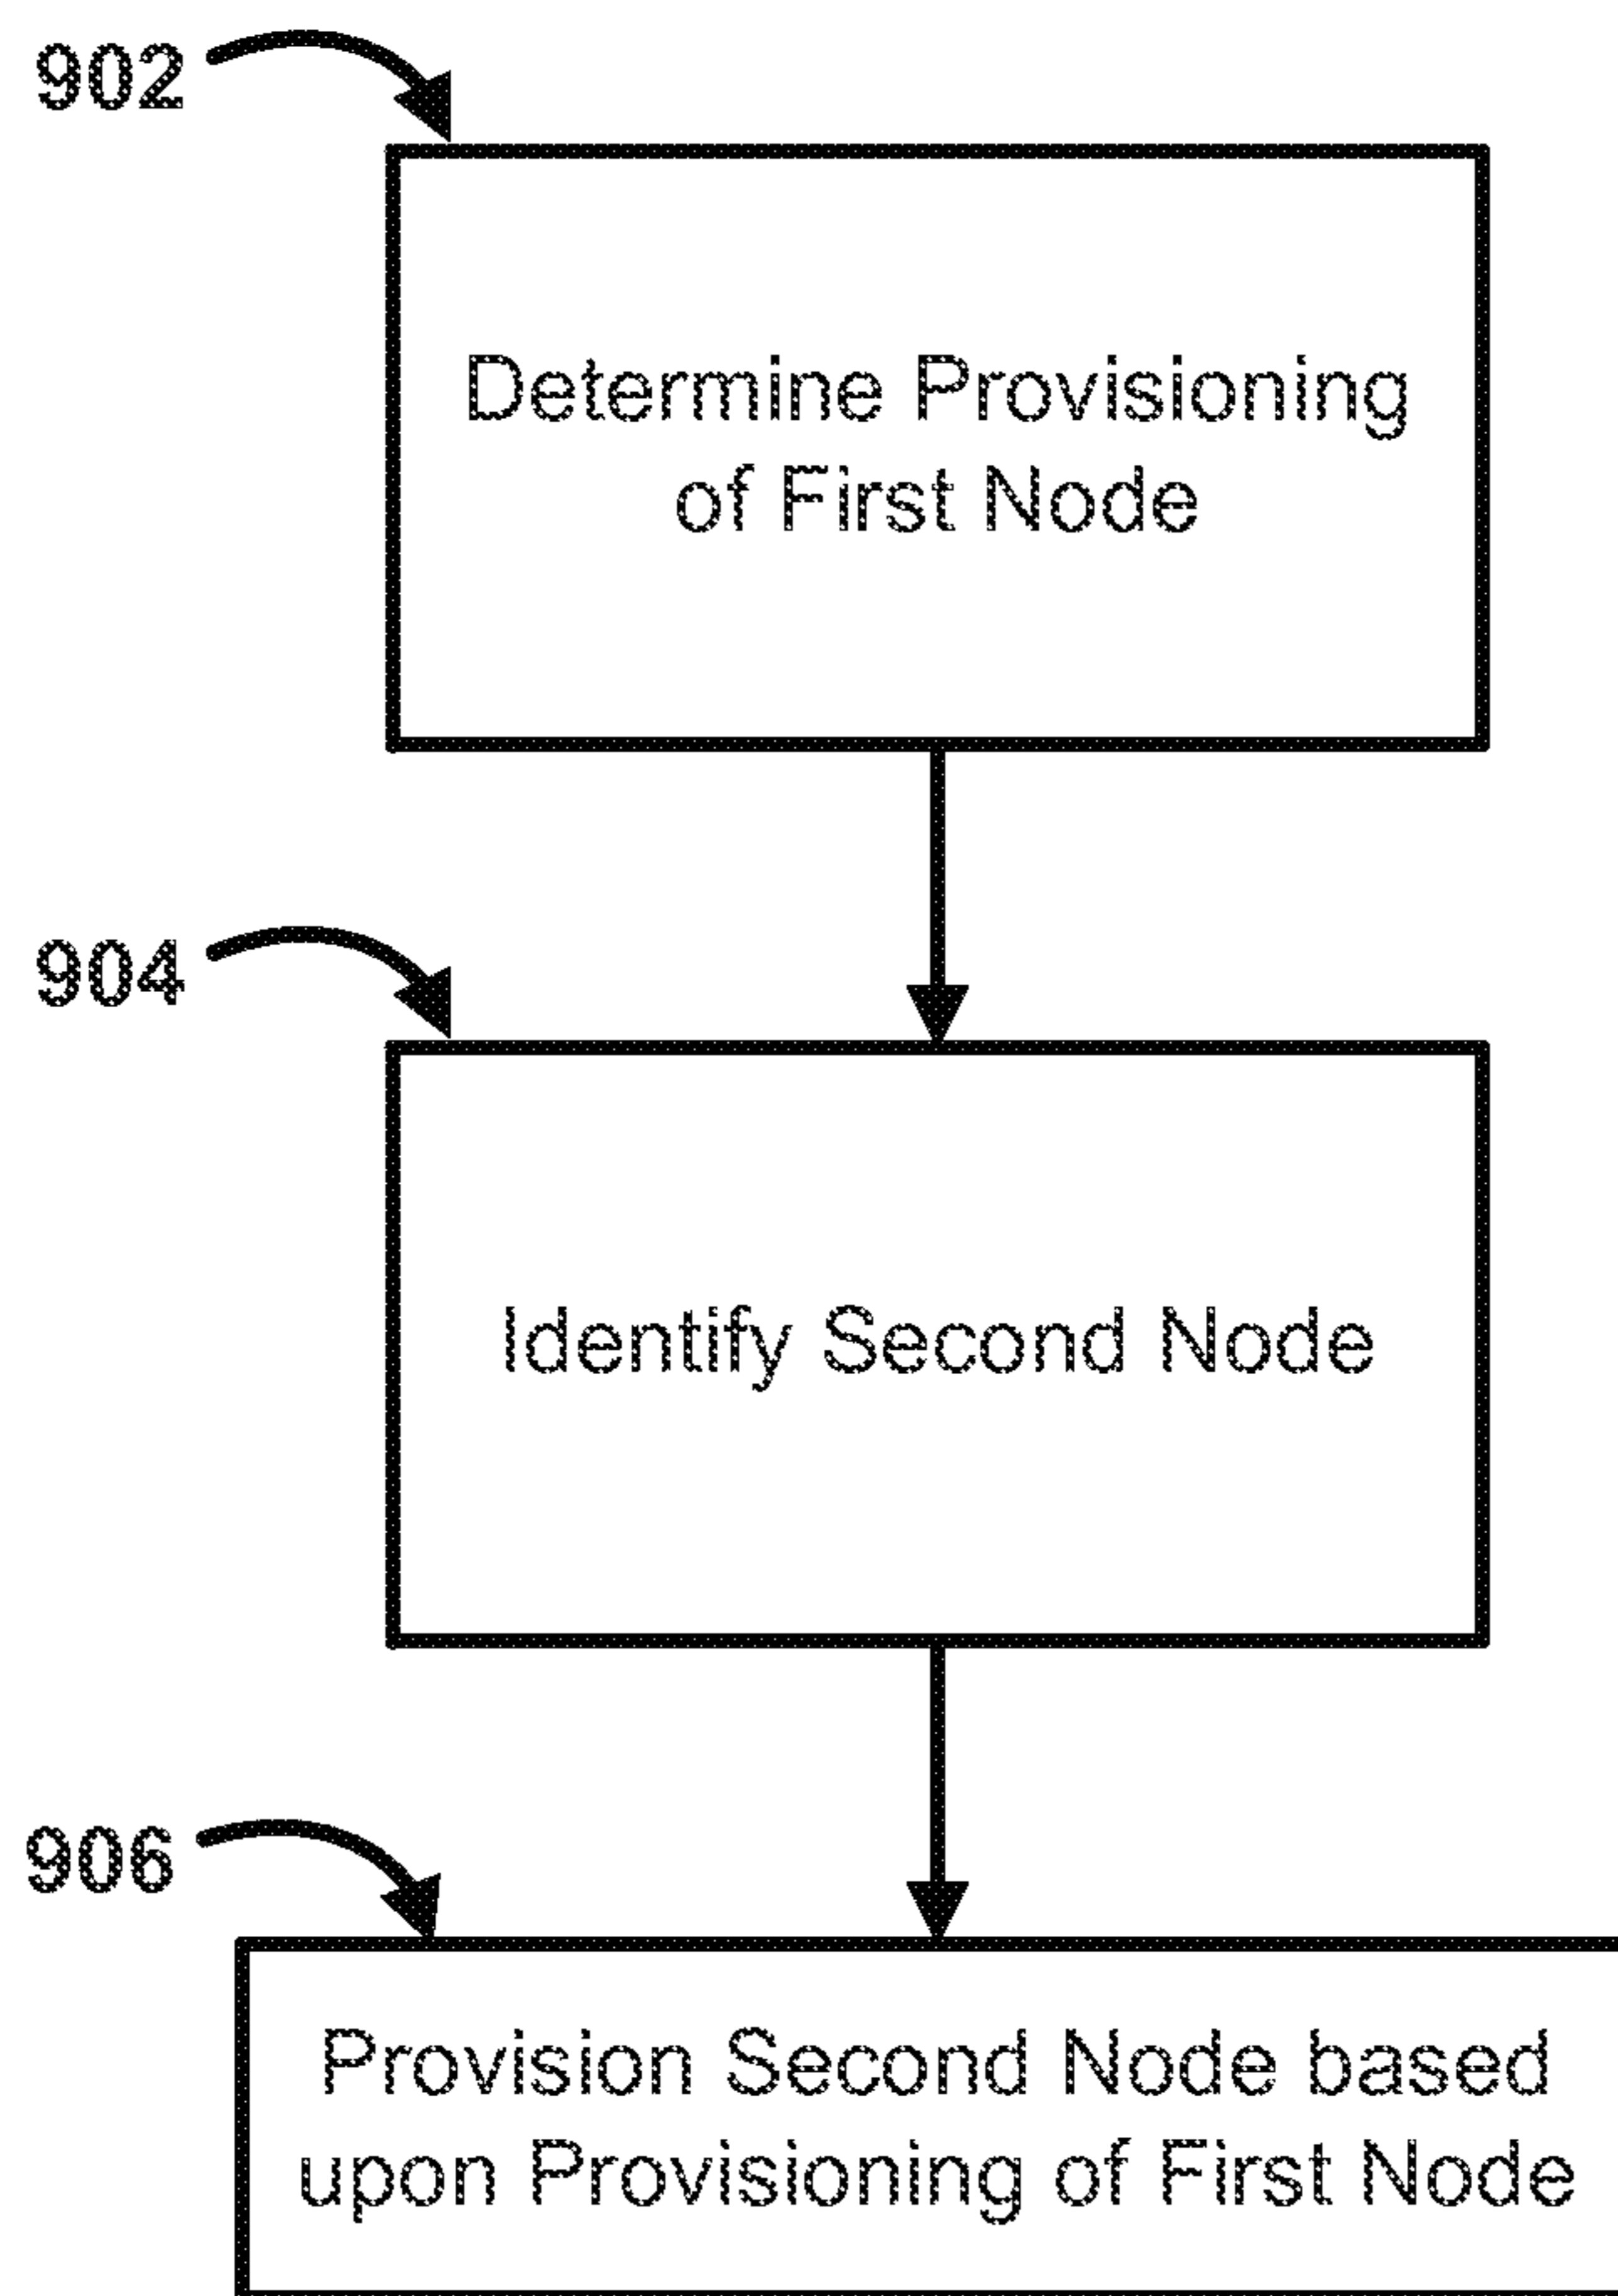 902
Determine Provisioning
of First Node
904
Identify Second Node
906
Provision Second Node based
upon Provisioning of First Node